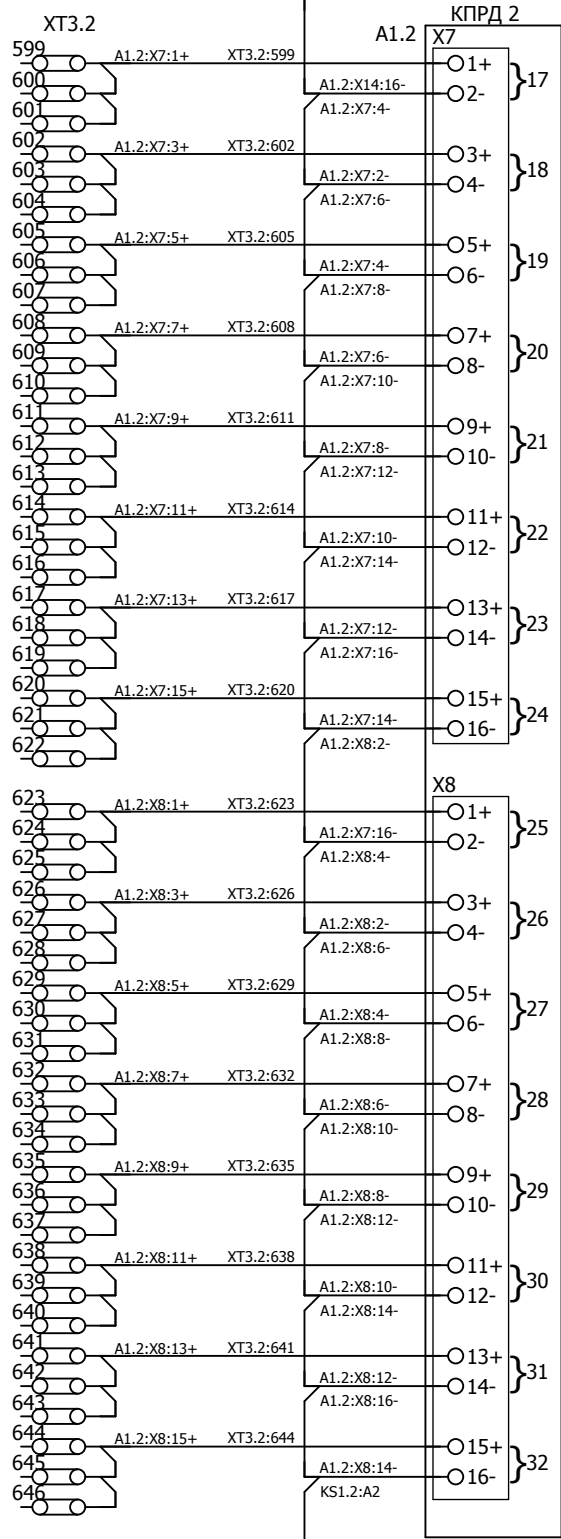 КПРД 2
XT3.2
A1.2
X7
599 A1.2:X7:1+ XT3.2:599 1+
600 A1.2:X14:16- 2- 17
601 A1.2:X7:4-
602 A1.2:X7:3+ XT3.2:602 3+
603 A1.2:X7:2- 4- 18
604 A1.2:X7:6-
605 A1.2:X7:5+ XT3.2:605 5+
606 A1.2:X7:4- 6- 19
607 A1.2:X7:8-
608 A1.2:X7:7+ XT3.2:608 7+
609 A1.2:X7:6- 8- 20
610 A1.2:X7:10-
611 A1.2:X7:9+ XT3.2:611 9+
612 A1.2:X7:8- 10- 21
613 A1.2:X7:12-
614 A1.2:X7:11+ XT3.2:614 11+
615 A1.2:X7:10- 12- 22
616 A1.2:X7:14-
617 A1.2:X7:13+ XT3.2:617 13+
618 A1.2:X7:12- 14- 23
619 A1.2:X7:16-
620 A1.2:X7:15+ XT3.2:620 15+
621 A1.2:X7:14- 16- 24
622 A1.2:X8:2-
X8
623 A1.2:X8:1+ XT3.2:623 1+
624 A1.2:X7:16- 2- 25
625 A1.2:X8:4-
626 A1.2:X8:3+ XT3.2:626 3+
627 A1.2:X8:2- 4- 26
628 A1.2:X8:6-
629 A1.2:X8:5+ XT3.2:629 5+
630 A1.2:X8:4- 6- 27
631 A1.2:X8:8-
632 A1.2:X8:7+ XT3.2:632 7+
633 A1.2:X8:6- 8- 28
634 A1.2:X8:10-
635 A1.2:X8:9+ XT3.2:635 9+
636 A1.2:X8:8- 10- 29
637 A1.2:X8:12-
638 A1.2:X8:11+ XT3.2:638 11+
639 A1.2:X8:10- 12- 30
640 A1.2:X8:14-
641 A1.2:X8:13+ XT3.2:641 13+
642 A1.2:X8:12- 14- 31
643 A1.2:X8:16-
644 A1.2:X8:15+ XT3.2:644 15+
645 A1.2:X8:14- 16- 32
646 KS1.2:A2